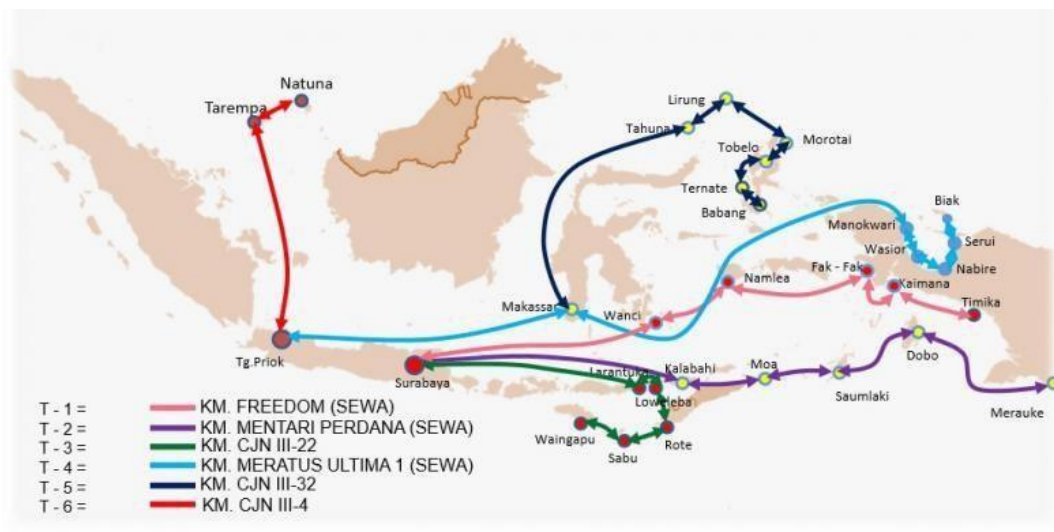 Natuna
Tarempa
Lirung
Tahuna
Morotai
Tobelo
Ternate
Babang
Biak
Manokwari
Serui
Wasior
Nabire
Fak - Fak
Kaimana
Namlea
Timika
Makassar
Wanci
Tg.Priok
Surabaya
Larantuka
Kalabahi
Moa
Dobo
Loweleba
Saumlaki
Merauke
Waingapu
Rote
Sabu
T - 1 = KM. FREEDOM (SEWA)
T - 2 = KM. MENTARI PERDANA (SEWA)
T - 3 = KM. CJN III-22
T - 4 = KM. MERATUS ULTIMA 1 (SEWA)
T - 5 = KM. CJN III-32
T - 6 = KM. CJN III-4